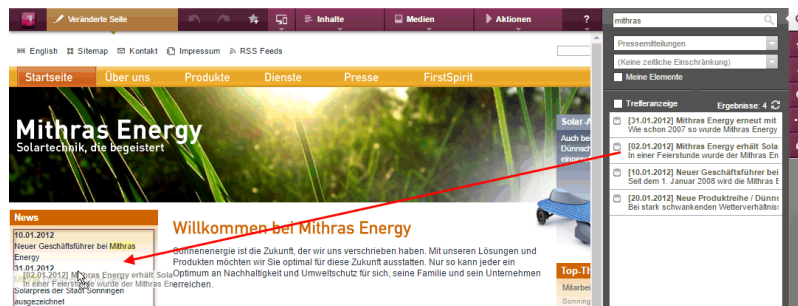 Veränderte Seite
Inhalte
Medien
Aktionen
?
English Sitemap Kontakt Impressum RSS Feeds
Startseite Über uns Produkte Dienste Presse FirstSpirit
Mithras Energy
Solartechnik, die begeistert
Solar-A
Auch bei
Dünnsch
News
10.01.2012
Neuer Geschäftsführer bei Mithras
Energy
31.01.2012
[02.01.2012] Mithras Energy erhält Sola
In einer Feierstunde wurde der Mithras En
Solarpreis der Stadt Sonningen
ausgezeichnet
Willkommen bei Mithras Energy
Sonnenenergie ist die Zukunft, der wir uns verschrieben haben. Mit unseren Lösungen und
Produkten möchten wir Sie optimal für diese Zukunft ausstatten. Nur so kann jeder ein
Optimum an Nachhaltigkeit und Umweltschutz für sich, seine Familie und sein Unternehmen
erreichen.
Top-Th
Mitarbei
Sonning
mithras
Pressemitteilungen
(Keine zeitliche Einschränkung)
Meine Elemente
Trefferanzeige Ergebnisse: 4
[31.01.2012] Mithras Energy erneut mit
Wie schon 2007 so wurde Mithras Energy
[02.01.2012] Mithras Energy erhält Sola
In einer Feierstunde wurde der Mithras En
[10.01.2012] Neuer Geschäftsführer bei
Seit dem 1. Januar 2008 wird die Mithras E
[20.01.2012] Neue Produktreihe / Dünns
Bei stark schwankenden Wetterverhältniss